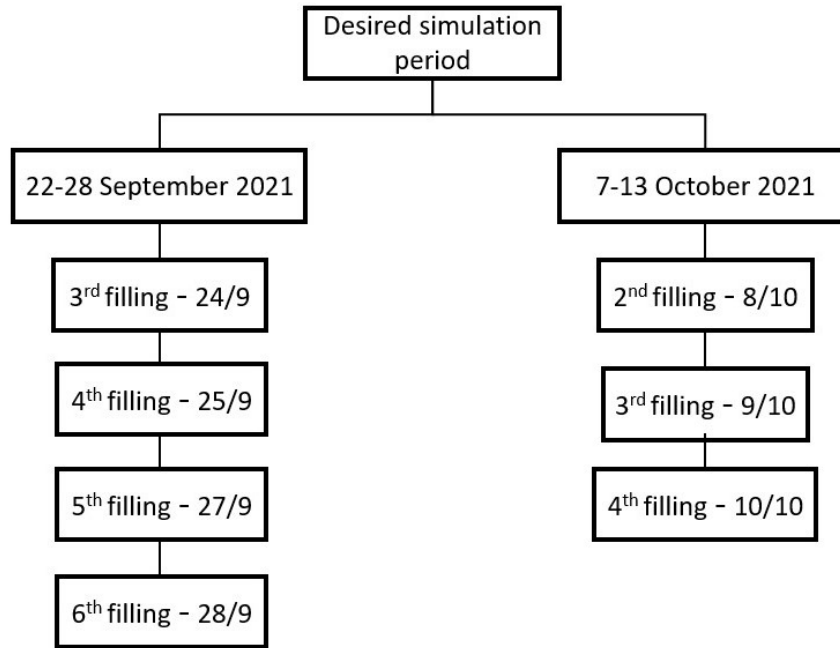 Desired simulation
period
22-28 September 2021
7-13 October 2021
3rd filling - 24/9
2nd filling - 8/10
4th filling - 25/9
3rd filling - 9/10
5th filling - 27/9
4th filling - 10/10
6th filling - 28/9